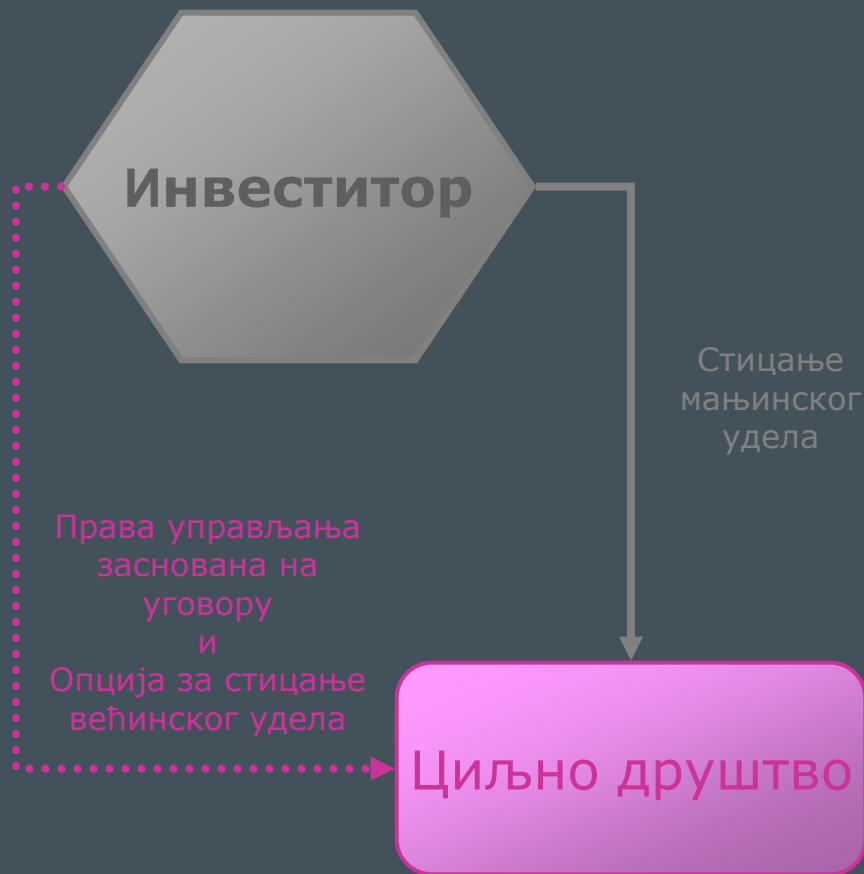 Инвеститор
Стицање
мањинског
удела
Права управљања
заснована на
уговору
и
Опција за стицање
већинског удела
Циљно друштво